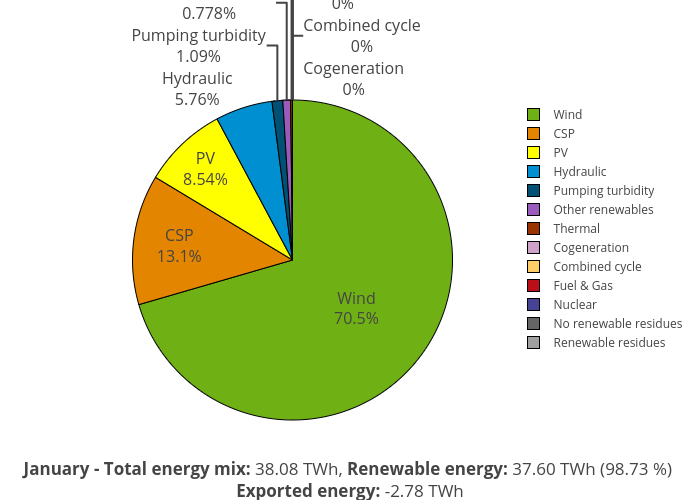 0%
0.778%
Combined cycle
0%
Pumping turbidity
1.09%
Cogeneration
0%
Hydraulic
5.76%
PV
8.54%
CSP
13.1%
Wind
70.5%
Wind
CSP
PV
Hydraulic
Pumping turbidity
Other renewables
Thermal
Cogeneration
Combined cycle
Fuel & Gas
Nuclear
No renewable residues
Renewable residues
January - Total energy mix: 38.08 TWh, Renewable energy: 37.60 TWh (98.73 %)
Exported energy: -2.78 TWh